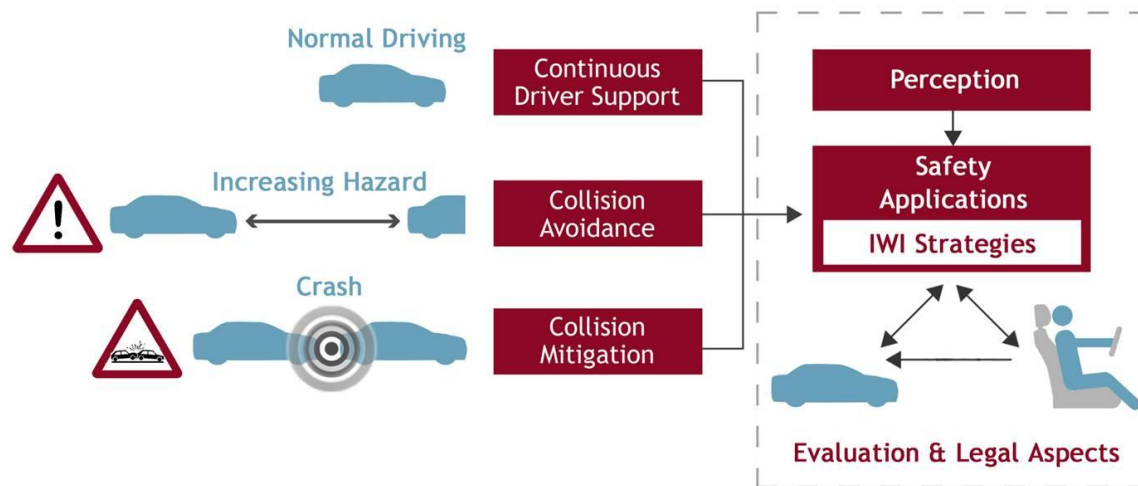 Normal Driving
Continuous
Driver Support
Increasing Hazard
!
Collision
Avoidance
Crash
Collision
Mitigation
Perception
Safety
Applications
IWI Strategies
Evaluation & Legal Aspects